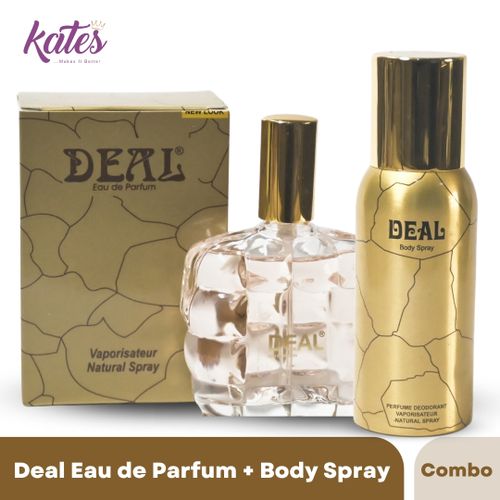 kates
...Makes It Better
NEW LOOK
DEAL®
Eau de Parfum
Vaporisateur
Natural Spray
DEAL
DEAL
Body Spray
PERFUME DEODORANT
VAPORISATEUR
NATURAL SPRAY
Deal Eau de Parfum + Body Spray
Combo